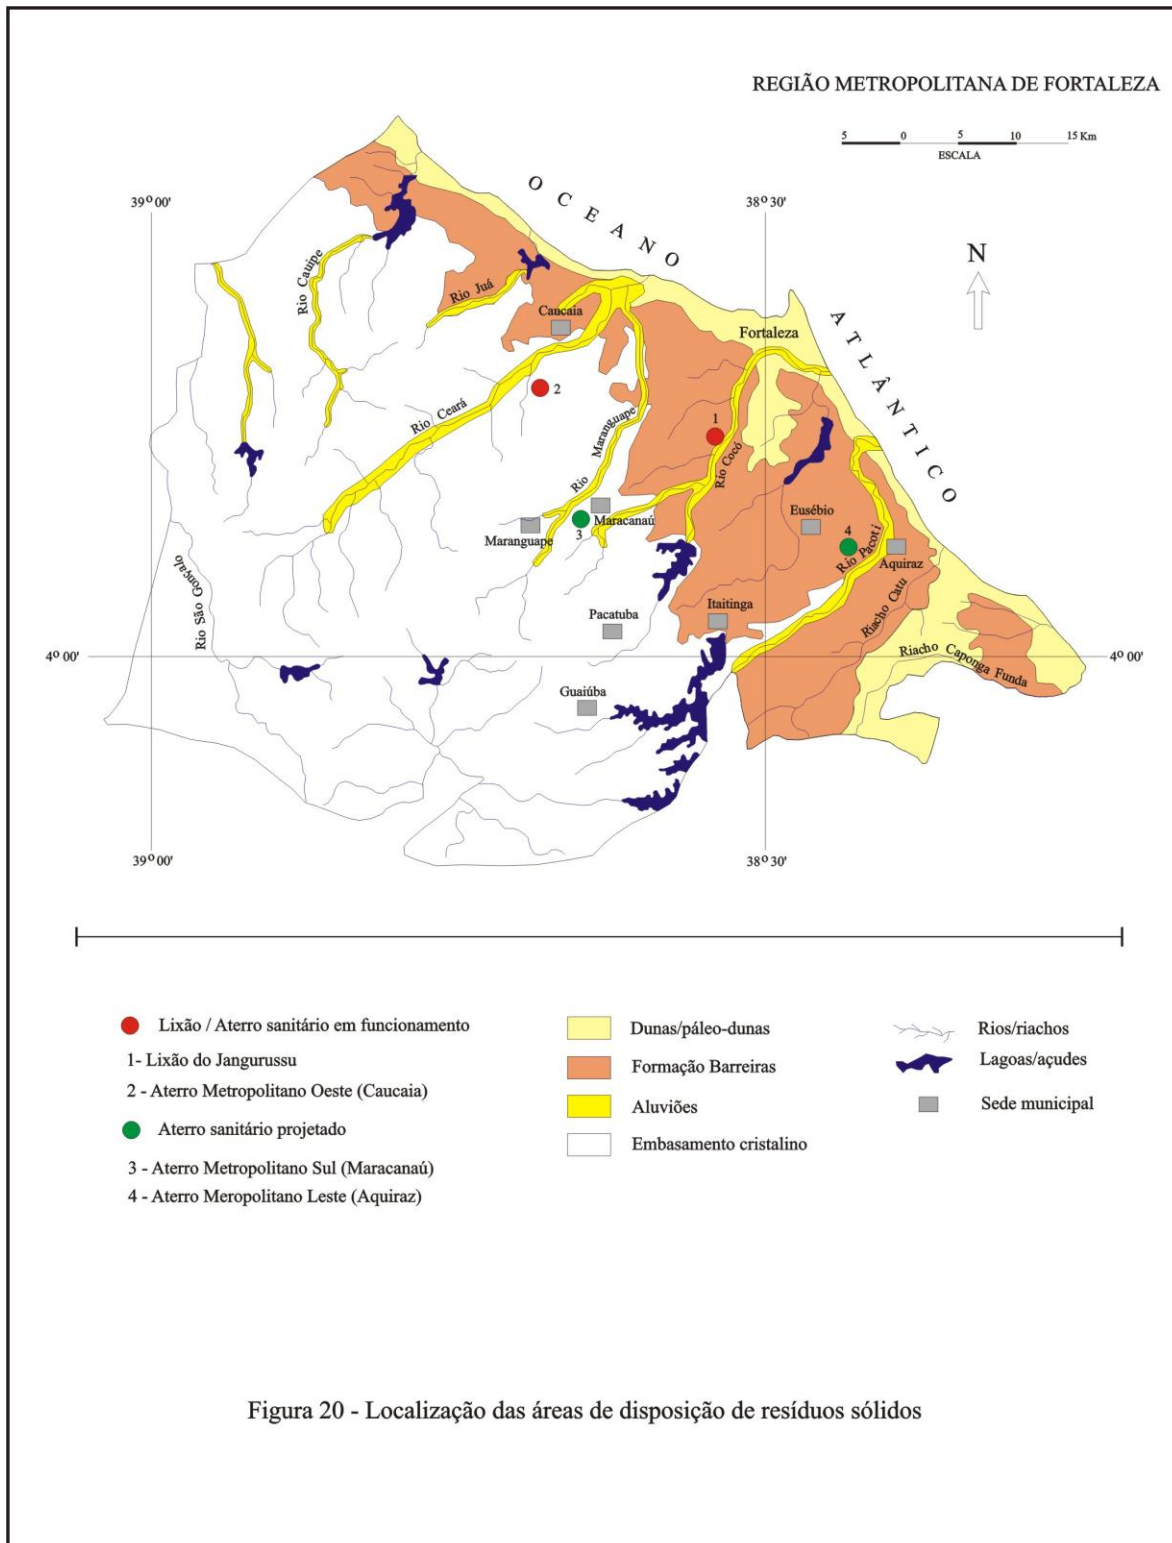 REGIÃO METROPOLITANA DE FORTALEZA
5 0 5 10 15 Km
ESCALA
39º 00'
38º 30'
OCEANO
ATLÂNTICO
N
Rio Cauipe
Rio Juá
Caucaia
Fortaleza
2
Rio Ceará
Rio Maranguape
1
Rio Cocó
Maracanaú
3
Maranguape
Eusébio
4
Rio Pacoti
Aquiraz
Rio São Gonçalo
Riacho Catu
Pacatuba
Itaitinga
4º 00'
4º 00'
Riacho Caponga Funda
Guaiúba
39º 00'
38º 30'
Lixão / Aterro sanitário em funcionamento
1- Lixão do Jangurussu
2 - Aterro Metropolitano Oeste (Caucaia)
Aterro sanitário projetado
3 - Aterro Metropolitano Sul (Maracanaú)
4 - Aterro Meropolitano Leste (Aquiraz)
Dunas/páleo-dunas
Formação Barreiras
Aluviões
Embasamento cristalino
Rios/riachos
Lagoas/açudes
Sede municipal
Figura 20 - Localização das áreas de disposição de resíduos sólidos